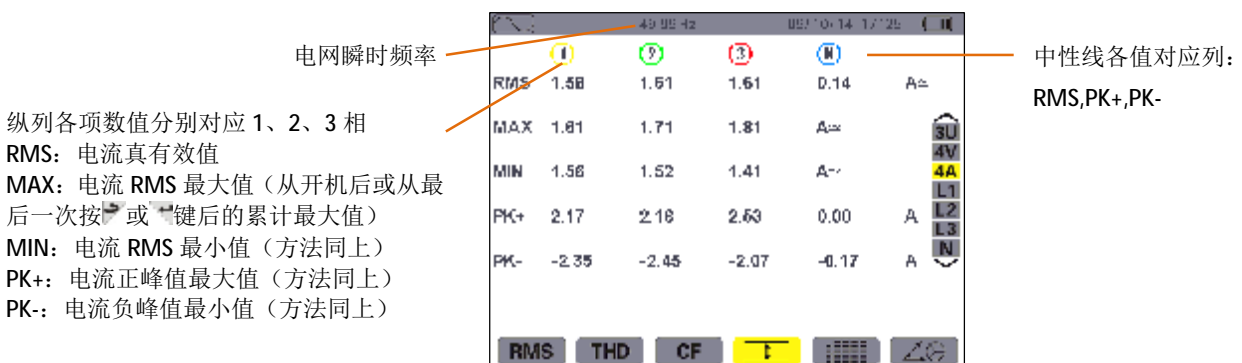 电网瞬时频率
纵列各项数值分别对应 1、2、3 相
RMS：电流真有效值
MAX：电流 RMS 最大值（从开机后或从最
后一次按或键后的累计最大值）
MIN：电流 RMS 最小值（方法同上）
PK+：电流正峰值最大值（方法同上）
PK-：电流负峰值最小值（方法同上）
49.99 Hz
1 2 3 N
RMS 1.58 1.61 1.61 0.14 A≃
MAX 1.61 1.71 1.81
MIN 1.56 1.52 1.41
PK+ 2.17 2.18 2.53 0.00 A
PK- -2.35 -2.45 -2.07 -0.17 A
3U
4V
4A
L1
L2
L3
N
RMS THD CF
中性线各值对应列：
RMS,PK+,PK-